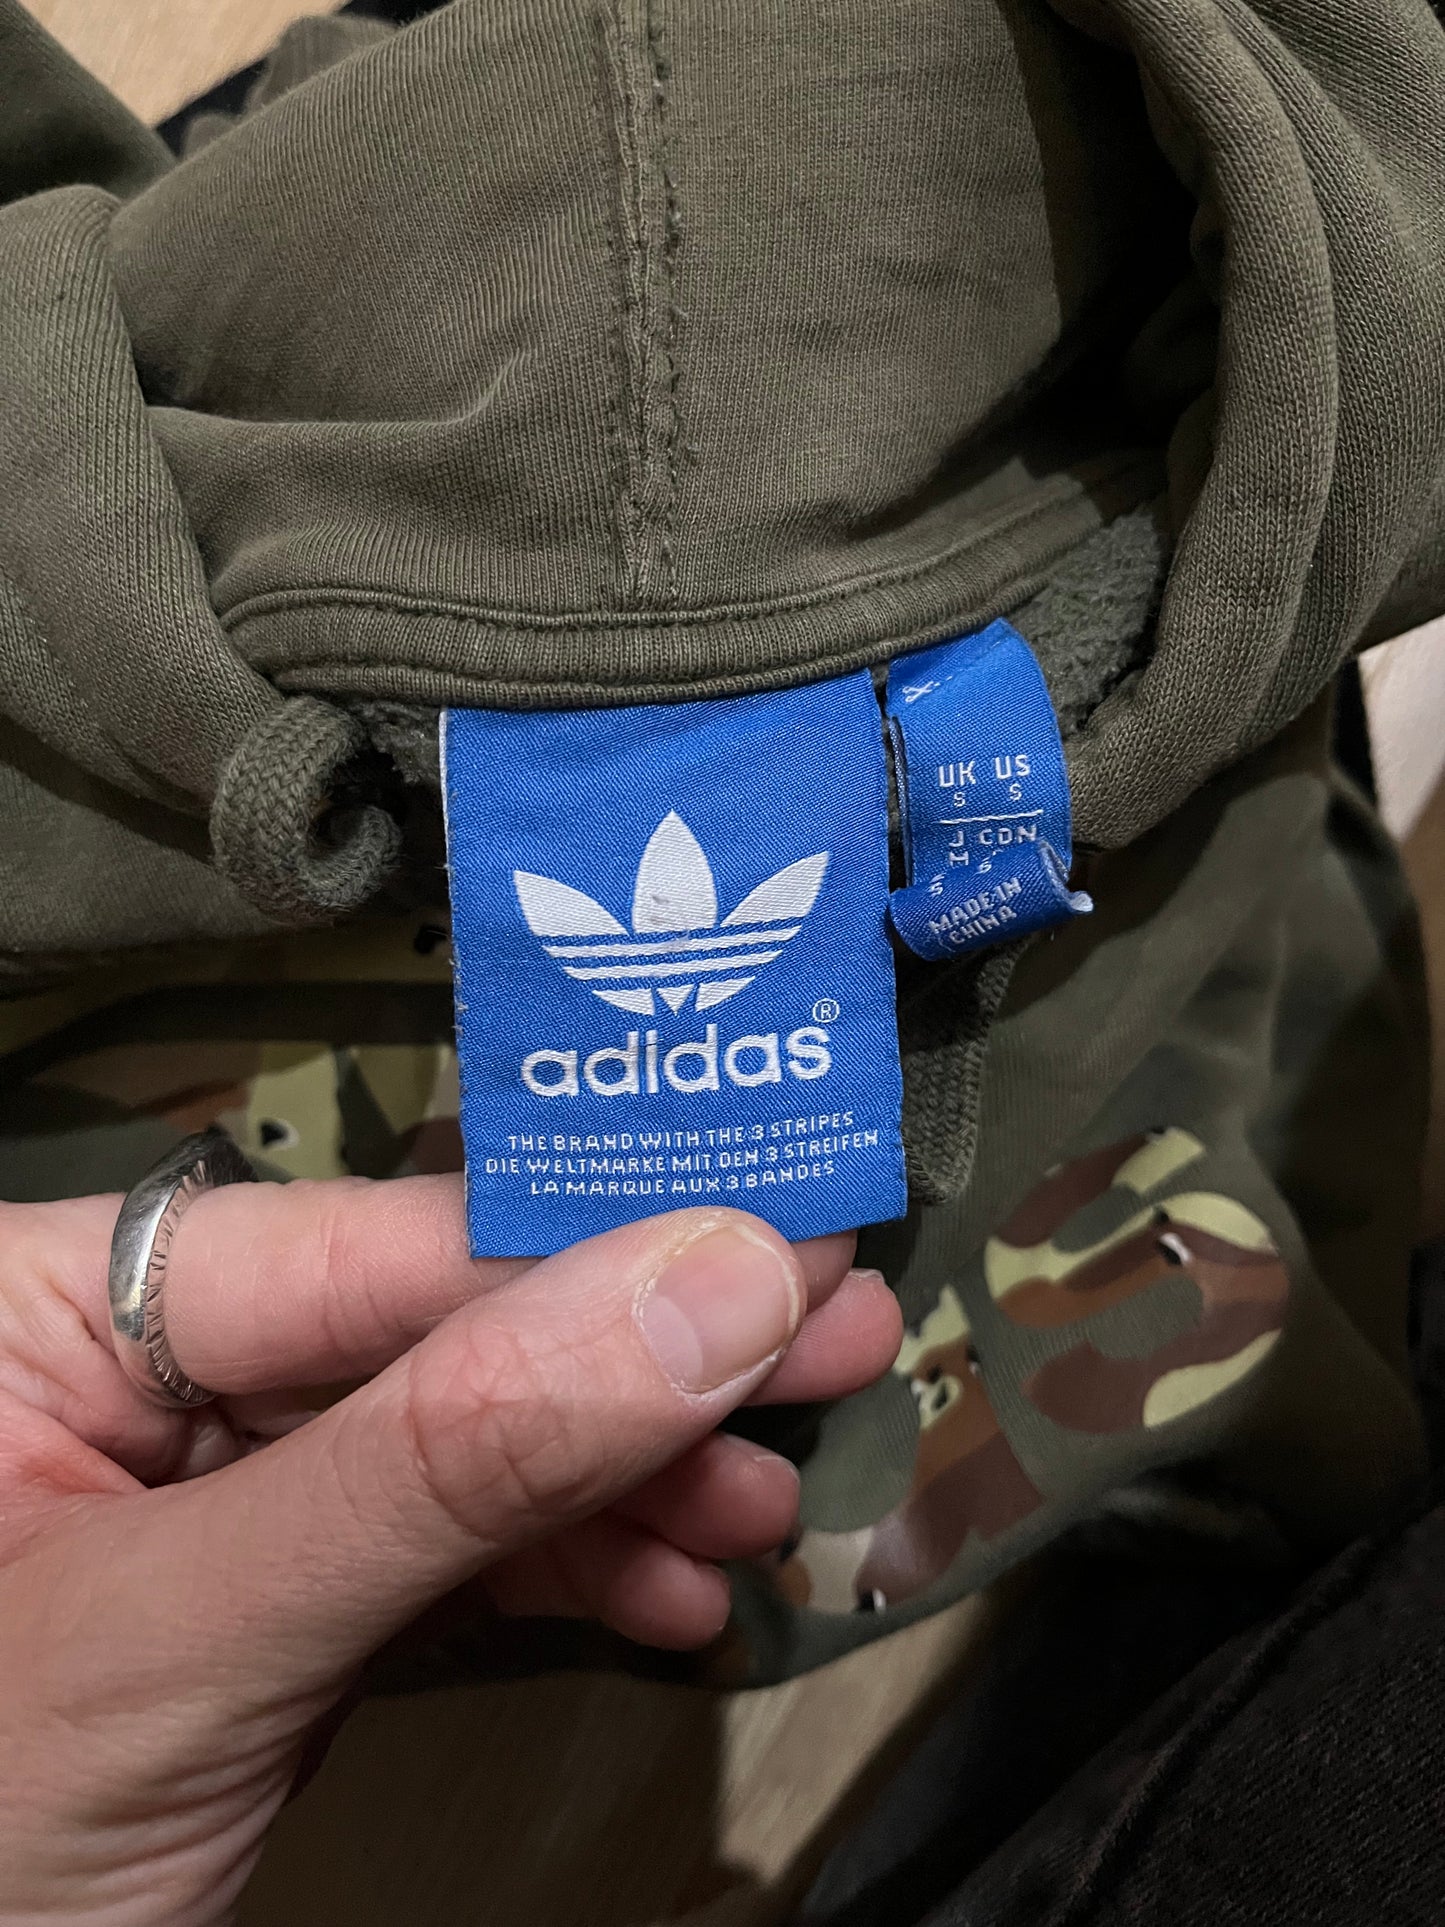 adidas®
THE BRAND WITH THE 3 STRIPES
DIE WELTMARKE MIT DEN 3 STREIFEN
LA MARQUE AUX 3 BANDES
UK US
S S
J CDN
MADE IN
CHINA